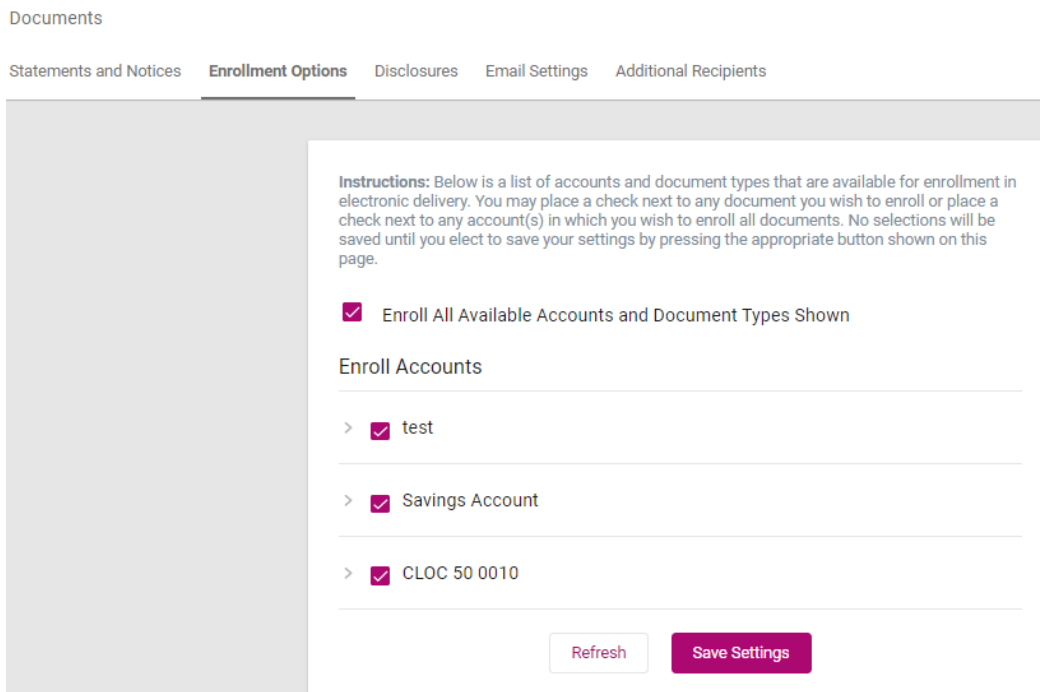 Documents
Statements and Notices Enrollment Options Disclosures Email Settings Additional Recipients
Instructions: Below is a list of accounts and document types that are available for enrollment in
electronic delivery. You may place a check next to any document you wish to enroll or place a
check next to any account(s) in which you wish to enroll all documents. No selections will be
saved until you elect to save your settings by pressing the appropriate button shown on this
page.
Enroll All Available Accounts and Document Types Shown
Enroll Accounts
test
Savings Account
CLOC 50 0010
Refresh Save Settings